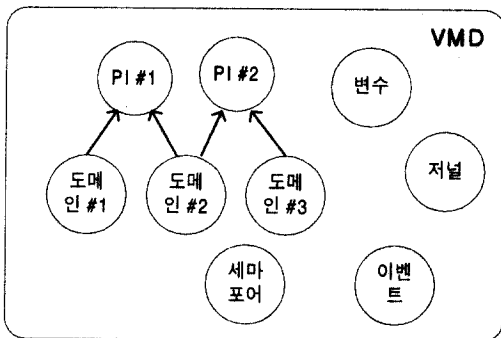 VMD
PI #1
PI #2
변수
저널
도메
인 #1
도메
인 #2
도메
인 #3
세마
포어
이벤
트